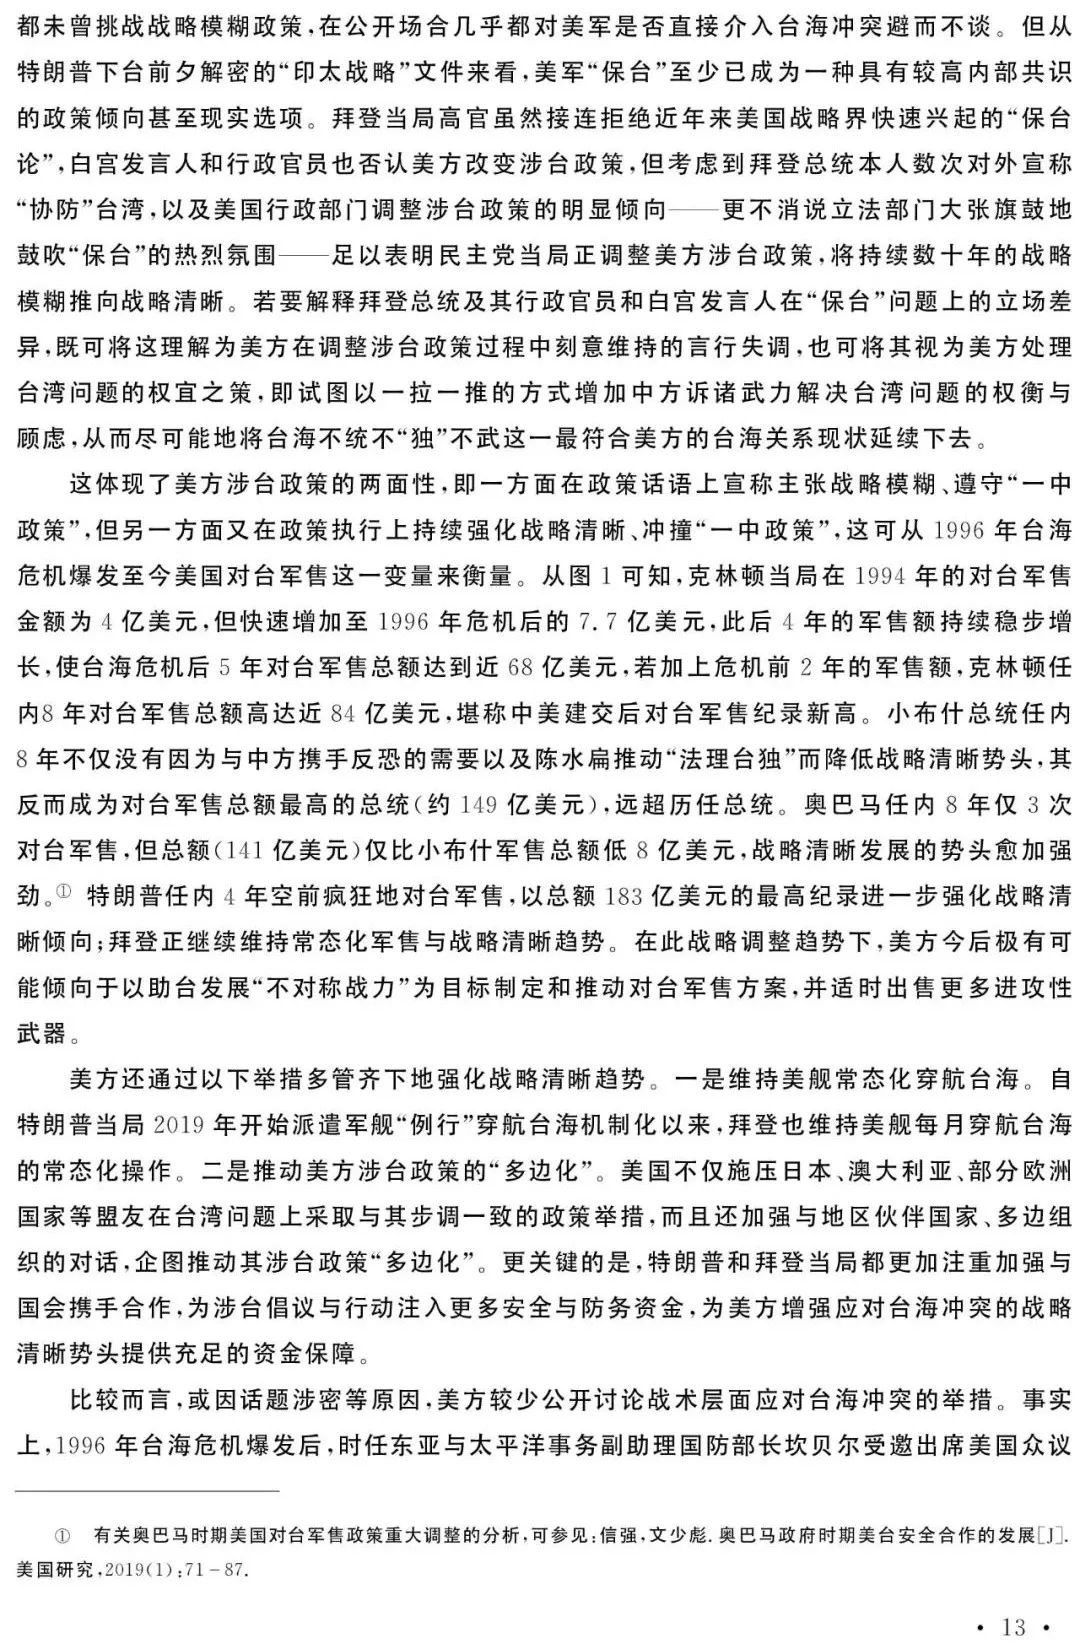 都未曾挑战战略模糊政策,在公开场合几乎都对美军是否直接介入台海冲突避而不谈。但从
特朗普下台前夕解密的“印太战略”文件来看,美军“保台”至少已成为一种具有较高内部共识
的政策倾向甚至现实选项。拜登当局高官虽然接连拒绝近年来美国战略界快速兴起的“保台
论”,白宫发言人和行政官员也否认美方改变涉台政策,但考虑到拜登总统本人数次对外宣称
“协防”台湾,以及美国行政部门调整涉台政策的明显倾向——更不消说立法部门大张旗鼓地
鼓吹“保台”的热烈氛围——足以表明民主党当局正调整美方涉台政策,将持续数十年的战略
模糊推向战略清晰。若要解释拜登总统及其行政官员和白宫发言人在“保台”问题上的立场差
异,既可将这理解为美方在调整涉台政策过程中刻意维持的言行失调,也可将其视为美方处理
台湾问题的权宜之策,即试图以一拉一推的方式增加中方诉诸武力解决台湾问题的权衡与
顾虑,从而尽可能地将台海不统不“独”不武这一最符合美方的台海关系现状延续下去。
这体现了美方涉台政策的两面性,即一方面在政策话语上宣称主张战略模糊、遵守“一中
政策”,但另一方面又在政策执行上持续强化战略清晰、冲撞“一中政策”,这可从 1996 年台海
危机爆发至今美国对台军售这一变量来衡量。从图 1 可知,克林顿当局在 1994 年的对台军售
金额为 4 亿美元,但快速增加至 1996 年危机后的 7.7 亿美元,此后 4 年的军售额持续稳步增
长,使台海危机后 5 年对台军售总额达到近 68 亿美元,若加上危机前 2 年的军售额,克林顿任
内8 年对台军售总额高达近 84 亿美元,堪称中美建交后对台军售纪录新高。小布什总统任内
8 年不仅没有因为与中方携手反恐的需要以及陈水扁推动“法理台独”而降低战略清晰势头,其
反而成为对台军售总额最高的总统(约 149 亿美元),远超历任总统。奥巴马任内 8 年仅 3 次
对台军售,但总额(141 亿美元)仅比小布什军售总额低 8 亿美元,战略清晰发展的势头愈加强
劲。① 特朗普任内 4 年空前疯狂地对台军售,以总额 183 亿美元的最高纪录进一步强化战略清
晰倾向;拜登正继续维持常态化军售与战略清晰趋势。在此战略调整趋势下,美方今后极有可
能倾向于以助台发展“不对称战力”为目标制定和推动对台军售方案,并适时出售更多进攻性
武器。
美方还通过以下举措多管齐下地强化战略清晰趋势。一是维持美舰常态化穿航台海。自
特朗普当局 2019 年开始派遣军舰“例行”穿航台海机制化以来,拜登也维持美舰每月穿航台海
的常态化操作。二是推动美方涉台政策的“多边化”。美国不仅施压日本、澳大利亚、部分欧洲
国家等盟友在台湾问题上采取与其步调一致的政策举措,而且还加强与地区伙伴国家、多边组
织的对话,企图推动其涉台政策“多边化”。更关键的是,特朗普和拜登当局都更加注重加强与
国会携手合作,为涉台倡议与行动注入更多安全与防务资金,为美方增强应对台海冲突的战略
清晰势头提供充足的资金保障。
比较而言,或因话题涉密等原因,美方较少公开讨论战术层面应对台海冲突的举措。事实
上,1996 年台海危机爆发后,时任东亚与太平洋事务副助理国防部长坎贝尔受邀出席美国众议
① 有关奥巴马时期美国对台军售政策重大调整的分析,可参见:信强,文少彪.奥巴马政府时期美台安全合作的发展[J].
美国研究,2019(1):71-87.
• 13 •